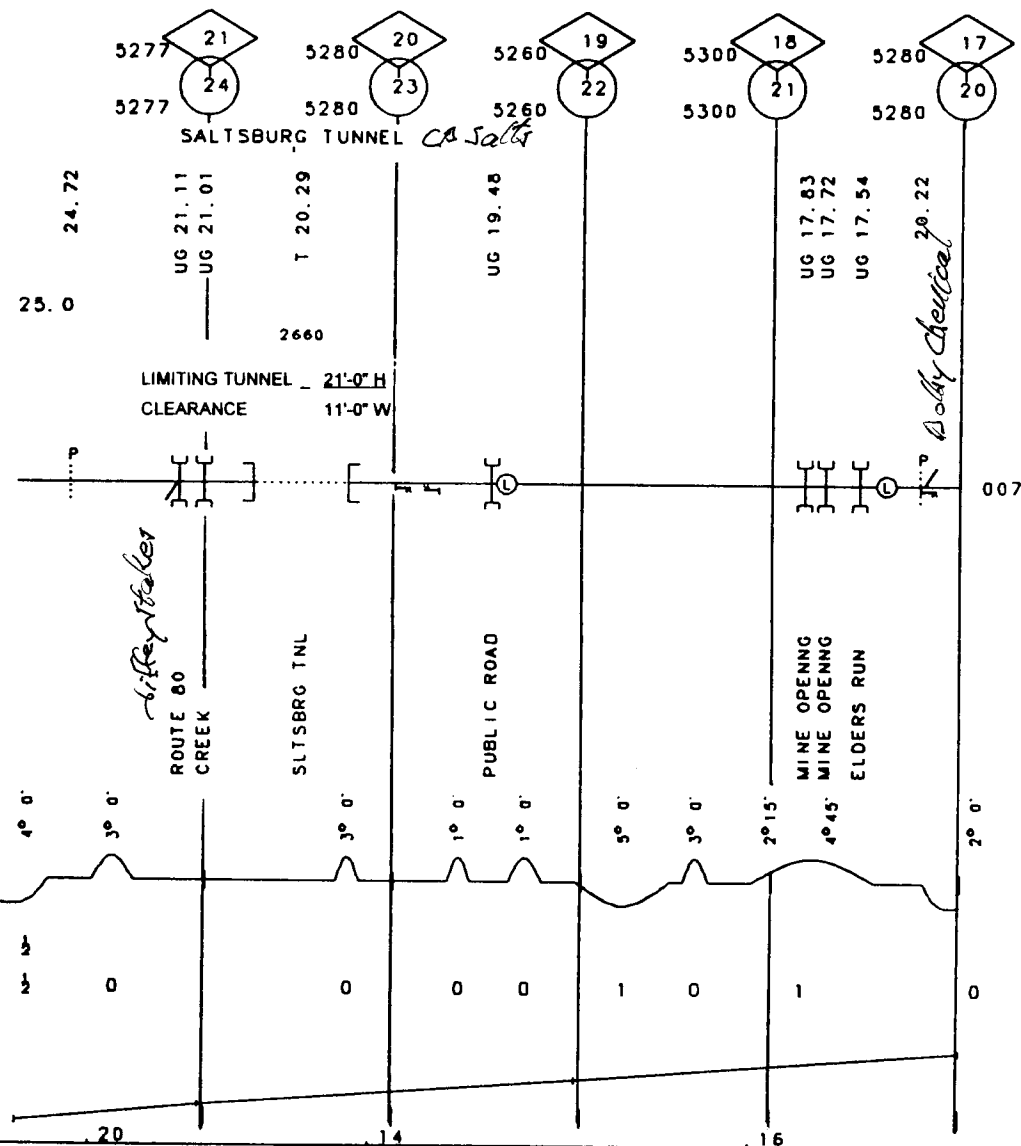 5277 21 5280 20 5260 19 5300 18 5280 17
5277 24 5280 23 5260 22 5300 21 5280 20
SALTSBURG TUNNEL CB Salts
24.72
UG 21.11
UG 21.01
T 20.29
UG 19.48
UG 17.83
UG 17.72
UG 17.54
20.22
Chemical
25.0
2660
LIMITING TUNNEL _ 21'-0" H
CLEARANCE 11'-0" W
P
L
L
P
007
ROUTE 80
CREEK
SLTSBRG TNL
PUBLIC ROAD
MINE OPENNG
MINE OPENNG
ELDERS RUN
4° 0'
3° 0'
3° 0'
1° 0'
1° 0'
5° 0'
3° 0'
2° 15'
4° 45'
2° 0'
½
½ 0 0 0 0 1 0 1 0
.20 .14 .16